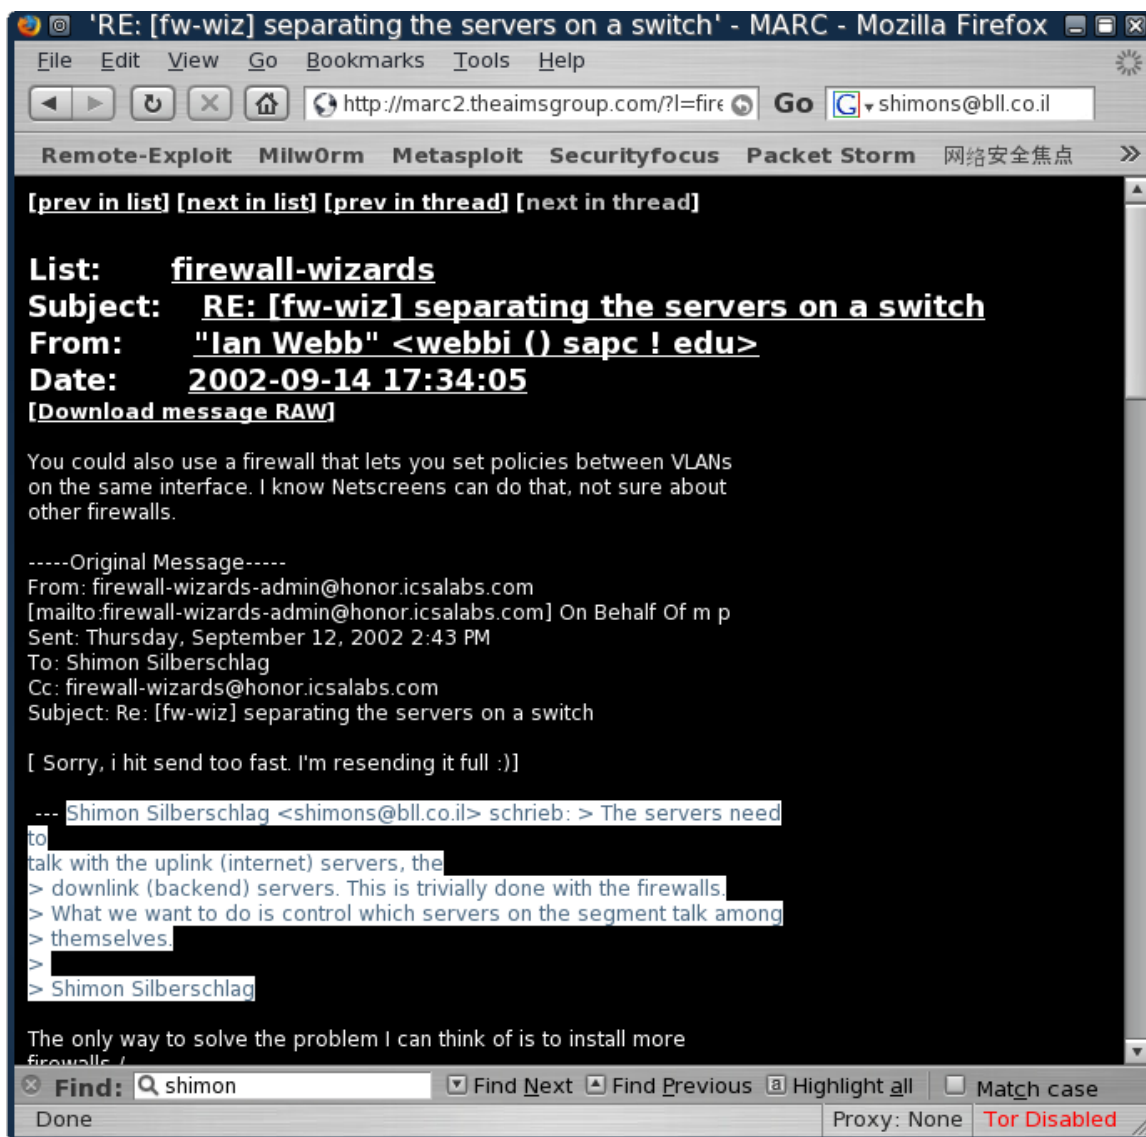 'RE: [fw-wiz] separating the servers on a switch' - MARC - Mozilla Firefox
File Edit View Go Bookmarks Tools Help
http://marc2.theaimsgroup.com/?l=fire Go G shimons@bll.co.il
Remote-Exploit Milw0rm Metasploit Securityfocus Packet Storm 网络安全焦点 »
[prev in list] [next in list] [prev in thread] [next in thread]
List: firewall-wizards
Subject: RE: [fw-wiz] separating the servers on a switch
From: "Ian Webb" <webbi () sapc ! edu>
Date: 2002-09-14 17:34:05
[Download message RAW]
You could also use a firewall that lets you set policies between VLANs
on the same interface. I know Netscreens can do that, not sure about
other firewalls.
-----Original Message-----
From: firewall-wizards-admin@honor.icsalabs.com
[mailto:firewall-wizards-admin@honor.icsalabs.com] On Behalf Of m p
Sent: Thursday, September 12, 2002 2:43 PM
To: Shimon Silberschlag
Cc: firewall-wizards@honor.icsalabs.com
Subject: Re: [fw-wiz] separating the servers on a switch
[ Sorry, i hit send too fast. I'm resending it full :)]
--- Shimon Silberschlag <shimons@bll.co.il> schrieb: > The servers need
to
talk with the uplink (internet) servers, the
> downlink (backend) servers. This is trivially done with the firewalls.
> What we want to do is control which servers on the segment talk among
> themselves.
>
> Shimon Silberschlag
The only way to solve the problem I can think of is to install more
firewalls /
Find: shimon Find Next Find Previous Highlight all Match case
Done Proxy: None Tor Disabled